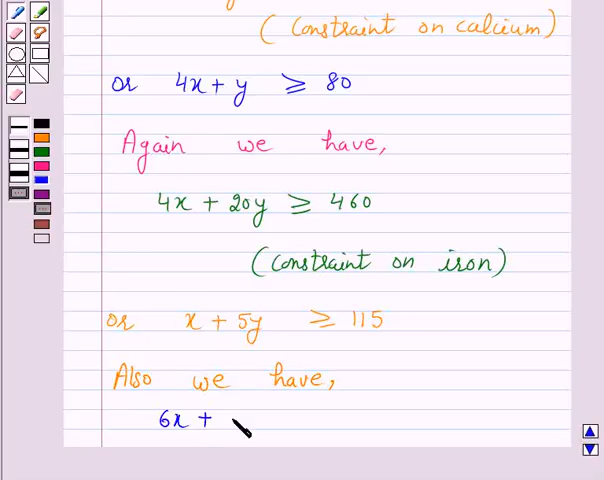 (Constraint on calcium)
or 4x + y ≥ 80
Again we have,
4x + 20y ≥ 460
(Constraint on iron)
or x + 5y ≥ 115
Also we have,
6x +